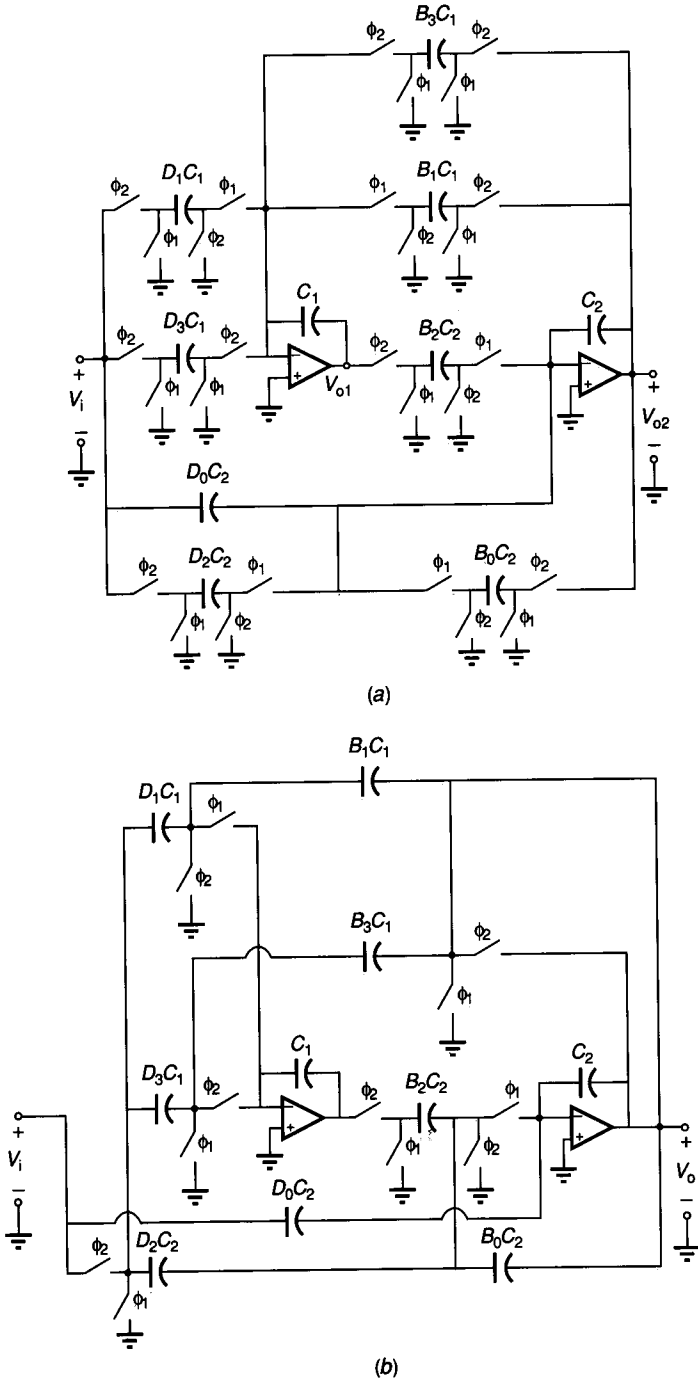 B₃C₁
ϕ₂ ϕ₂
ϕ₁ ϕ₁
D₁C₁ B₁C₁
ϕ₂ ϕ₁ ϕ₁ ϕ₂
ϕ₁ ϕ₂ ϕ₂ ϕ₁
C₁ C₂
D₃C₁ B₂C₂
ϕ₂ ϕ₂ ϕ₂ ϕ₁
− −
+ + + +
Vᵢ ϕ₁ ϕ₁ Vₒ₁ ϕ₁ ϕ₂ Vₒ₂
− −
D₀C₂
D₂C₂ B₀C₂
ϕ₂ ϕ₁ ϕ₁ ϕ₂
ϕ₁ ϕ₂ ϕ₂ ϕ₁
(a)
B₁C₁
D₁C₁ ϕ₁
ϕ₂
B₃C₁ ϕ₂
ϕ₁
C₁ C₂
D₃C₁ ϕ₂ ϕ₂ B₂C₂ ϕ₁
− −
+ + + +
Vᵢ ϕ₁ ϕ₁ ϕ₂ Vₒ
− −
D₀C₂
ϕ₂ D₂C₂ B₀C₂
ϕ₁
(b)